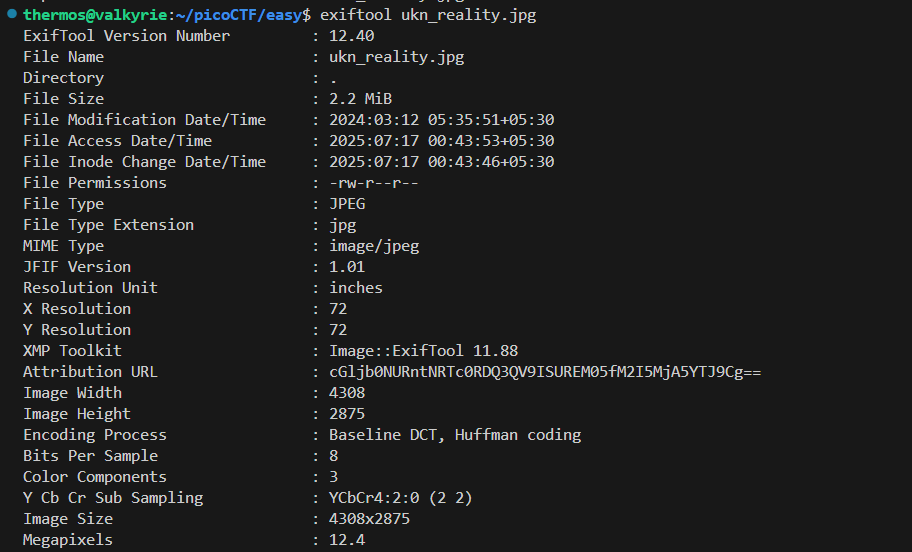 thermos@valkyrie:~/picoCTF/easy$ exiftool ukn_reality.jpg
ExifTool Version Number : 12.40
File Name : ukn_reality.jpg
Directory : .
File Size : 2.2 MiB
File Modification Date/Time : 2024:03:12 05:35:51+05:30
File Access Date/Time : 2025:07:17 00:43:53+05:30
File Inode Change Date/Time : 2025:07:17 00:43:46+05:30
File Permissions : -rw-r--r--
File Type : JPEG
File Type Extension : jpg
MIME Type : image/jpeg
JFIF Version : 1.01
Resolution Unit : inches
X Resolution : 72
Y Resolution : 72
XMP Toolkit : Image::ExifTool 11.88
Attribution URL : cGljb0NURntNRTc0RDQ3QV9ISUREM05fM2I5MjA5YTJ9Cg==
Image Width : 4308
Image Height : 2875
Encoding Process : Baseline DCT, Huffman coding
Bits Per Sample : 8
Color Components : 3
Y Cb Cr Sub Sampling : YCbCr4:2:0 (2 2)
Image Size : 4308x2875
Megapixels : 12.4